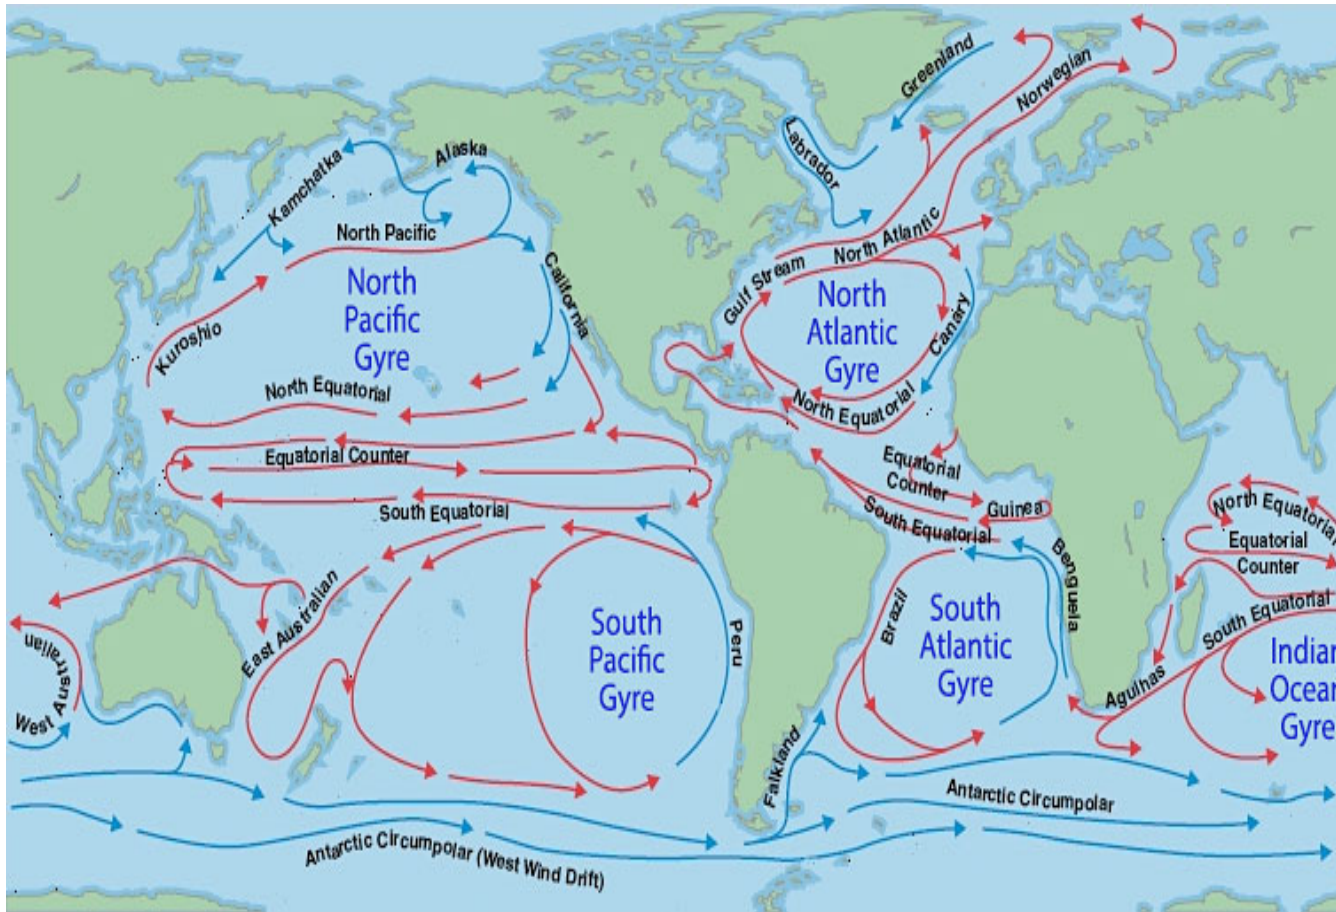 Greenland
Norwegian
Labrador
Alaska
Kamchatka
North Pacific
North Atlantic
Gulf Stream
California
Canary
Kuroshio
North
Pacific
Gyre
North
Atlantic
Gyre
North Equatorial
North Equatorial
Equatorial Counter
Equatorial
Counter
South Equatorial
South Equatorial
Guinea
North Equatorial
Equatorial
Counter
South Equatorial
Benguela
East Australian
West Australian
South
Pacific
Gyre
Peru
Brazil
South
Atlantic
Gyre
Agulhas
Indian
Ocean
Gyre
Falkland
Antarctic Circumpolar
Antarctic Circumpolar (West Wind Drift)